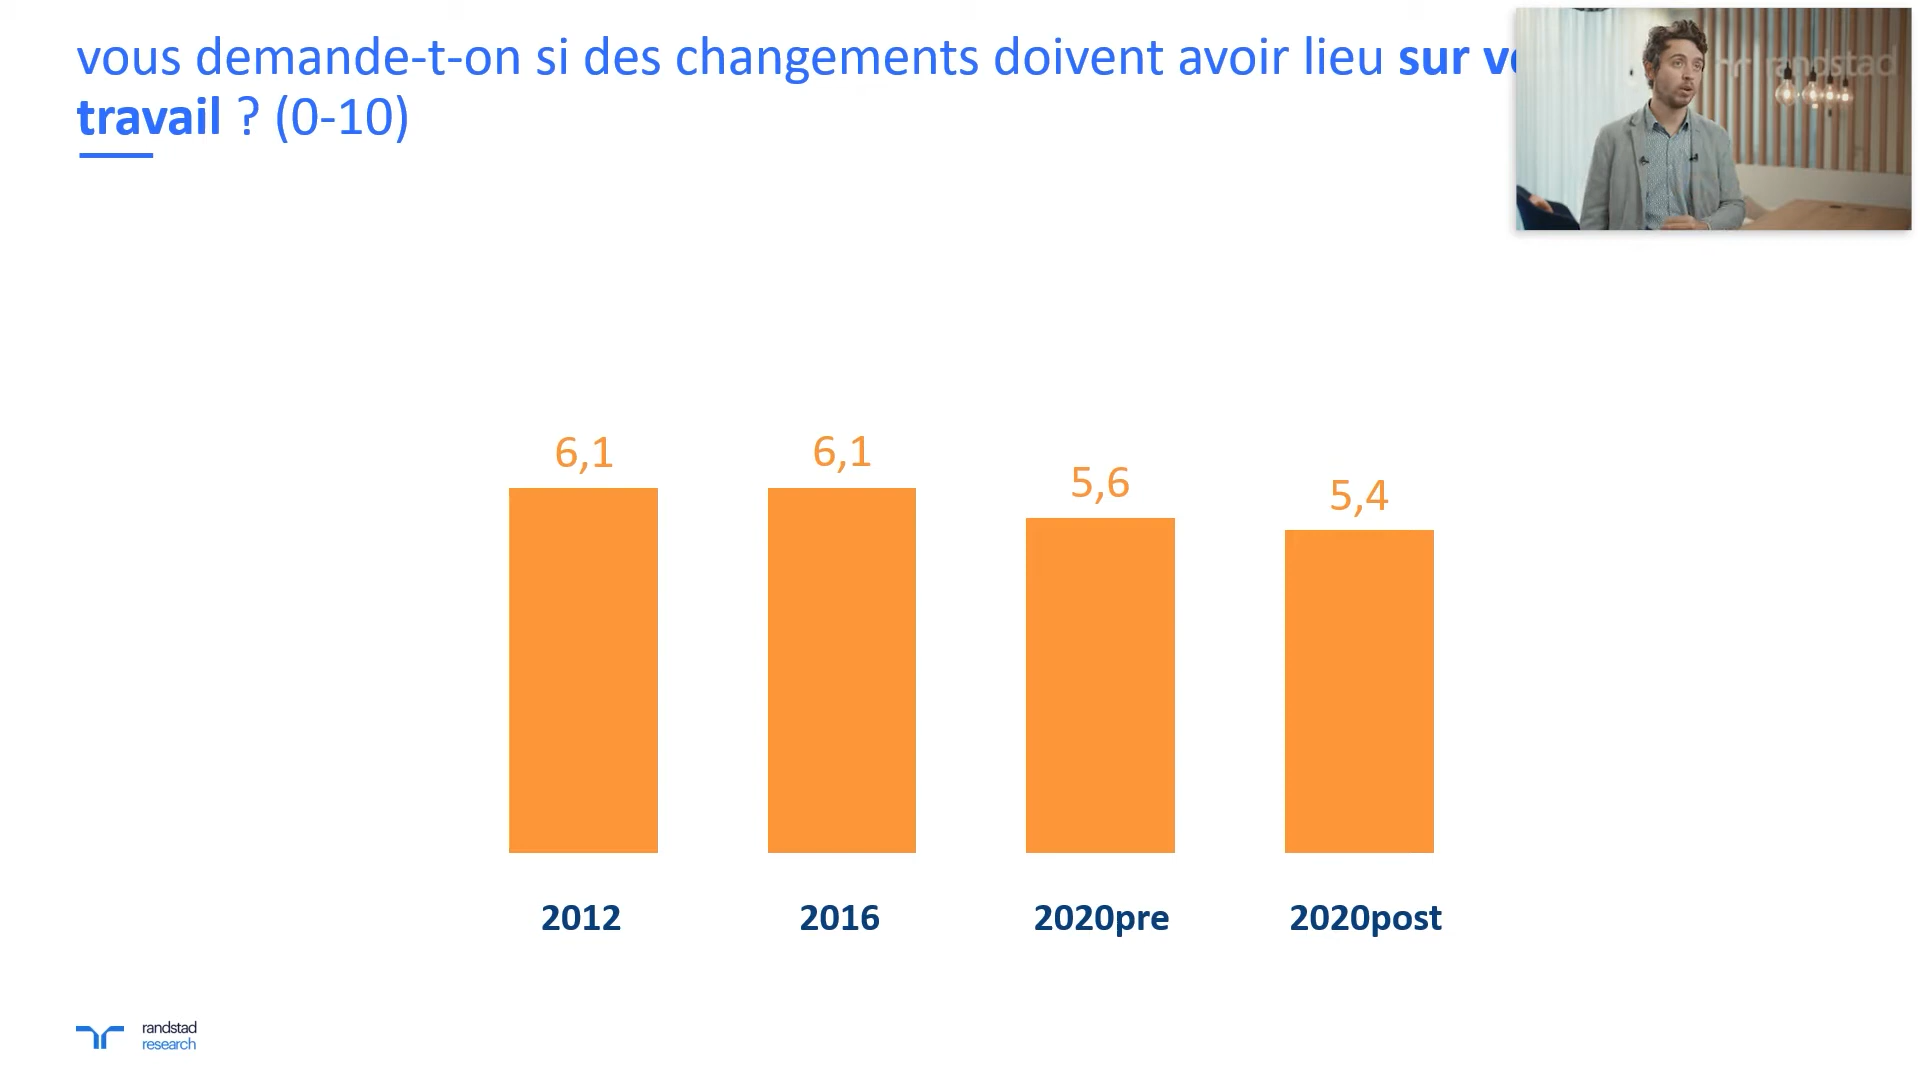 vous demande-t-on si des changements doivent avoir lieu sur
travail ? (0-10)
randstad
6,1
6,1
5,6
5,4
2012
2016
2020pre
2020post
randstad
research